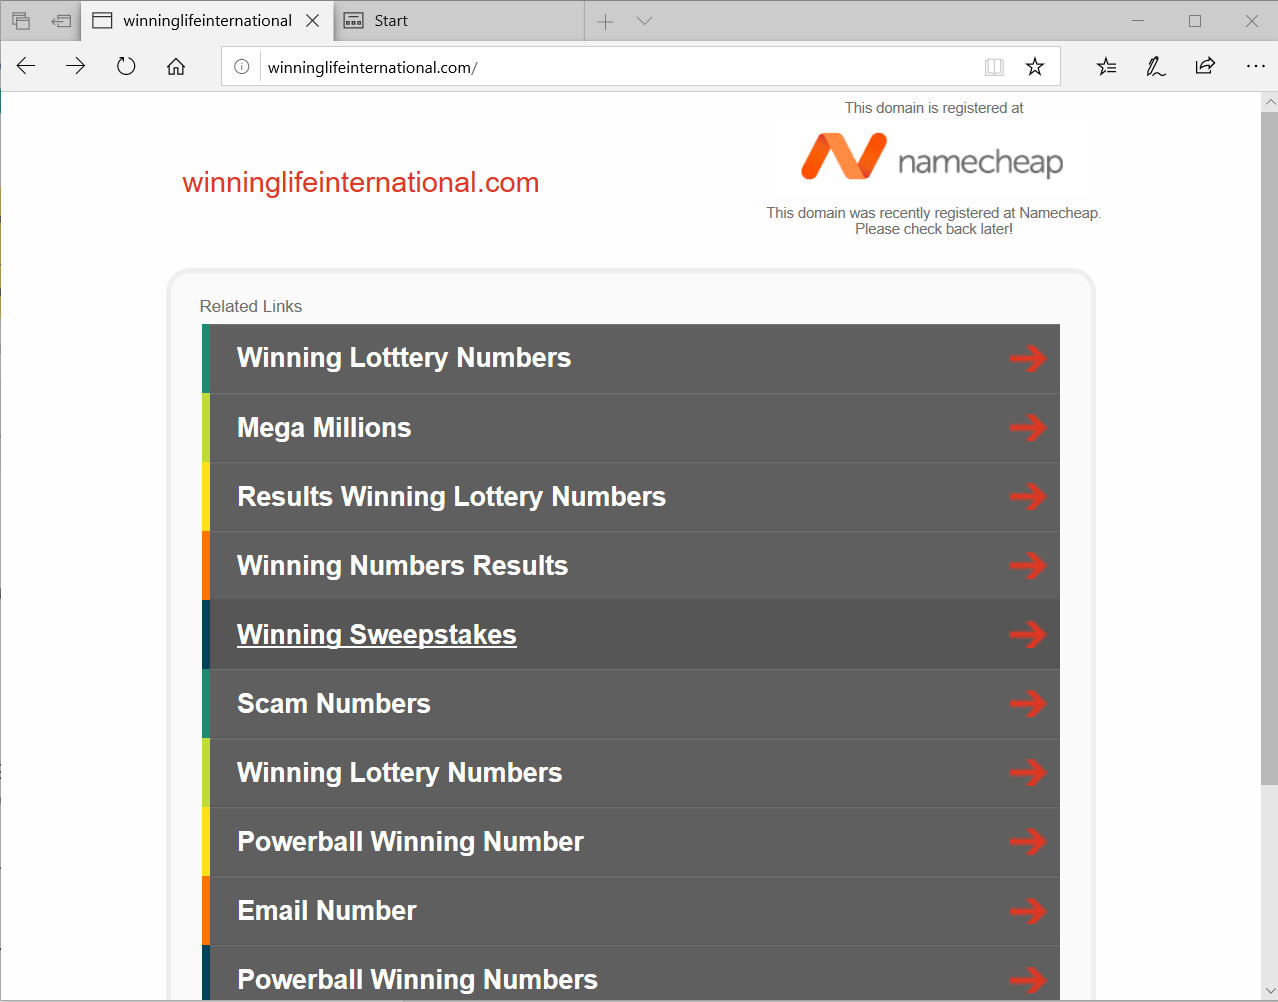 winninglifeinternational
Start
winninglifeinternational.com/
This domain is registered at
namecheap
winninglifeinternational.com
This domain was recently registered at Namecheap.
Please check back later!
Related Links
Winning Lotttery Numbers
Mega Millions
Results Winning Lottery Numbers
Winning Numbers Results
Winning Sweepstakes
Scam Numbers
Winning Lottery Numbers
Powerball Winning Number
Email Number
Powerball Winning Numbers